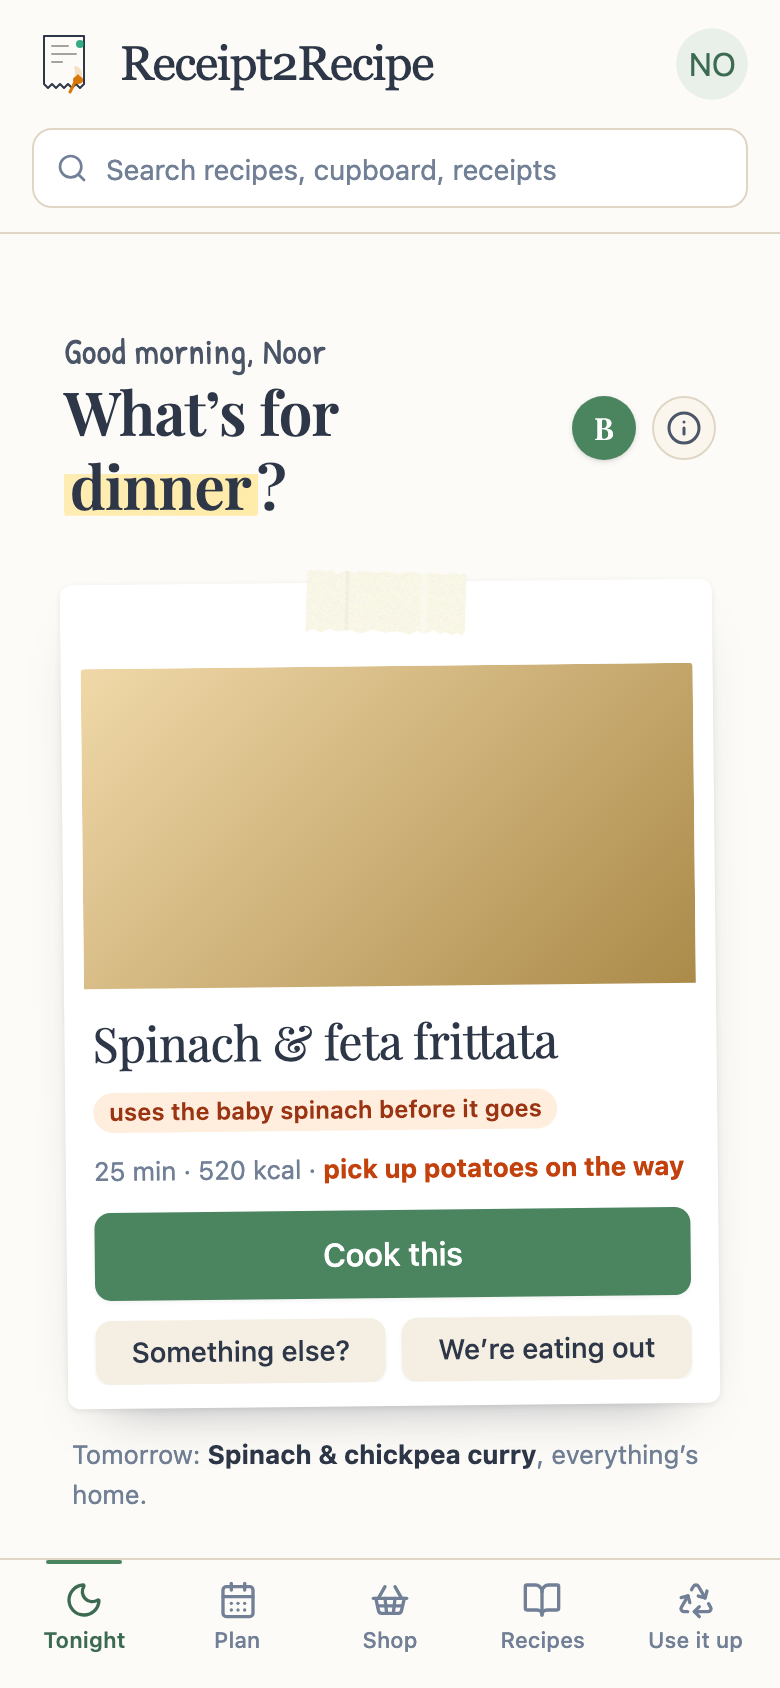 Receipt2Recipe
NO
Search recipes, cupboard, receipts
Good morning, Noor
What’s for
dinner?
B
Spinach & feta frittata
uses the baby spinach before it goes
25 min · 520 kcal · pick up potatoes on the way
Cook this
Something else?
We’re eating out
Tomorrow: Spinach & chickpea curry, everything’s
home.
Tonight
Plan
Shop
Recipes
Use it up